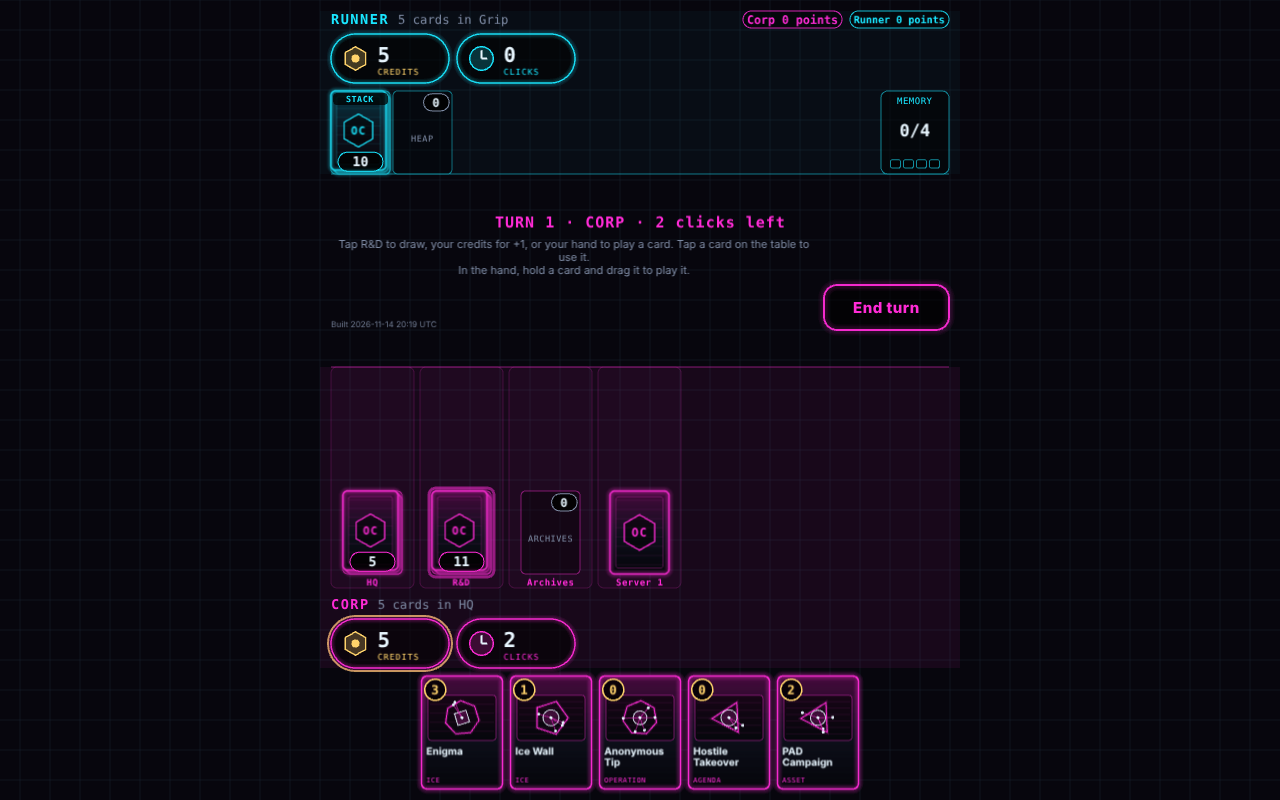 RUNNER 5 cards in Grip
Corp 0 points
Runner 0 points
5
CREDITS
0
CLICKS
STACK
OC
10
0
HEAP
MEMORY
0/4
TURN 1 · CORP · 2 clicks left
Tap R&D to draw, your credits for +1, or your hand to play a card. Tap a card on the table to
use it.
In the hand, hold a card and drag it to play it.
End turn
Built 2026-11-14 20:19 UTC
OC
5
HQ
OC
11
R&D
0
ARCHIVES
Archives
OC
Server 1
CORP 5 cards in HQ
5
CREDITS
2
CLICKS
3
Enigma
ICE
1
Ice Wall
ICE
0
Anonymous
Tip
OPERATION
0
Hostile
Takeover
AGENDA
2
PAD
Campaign
ASSET